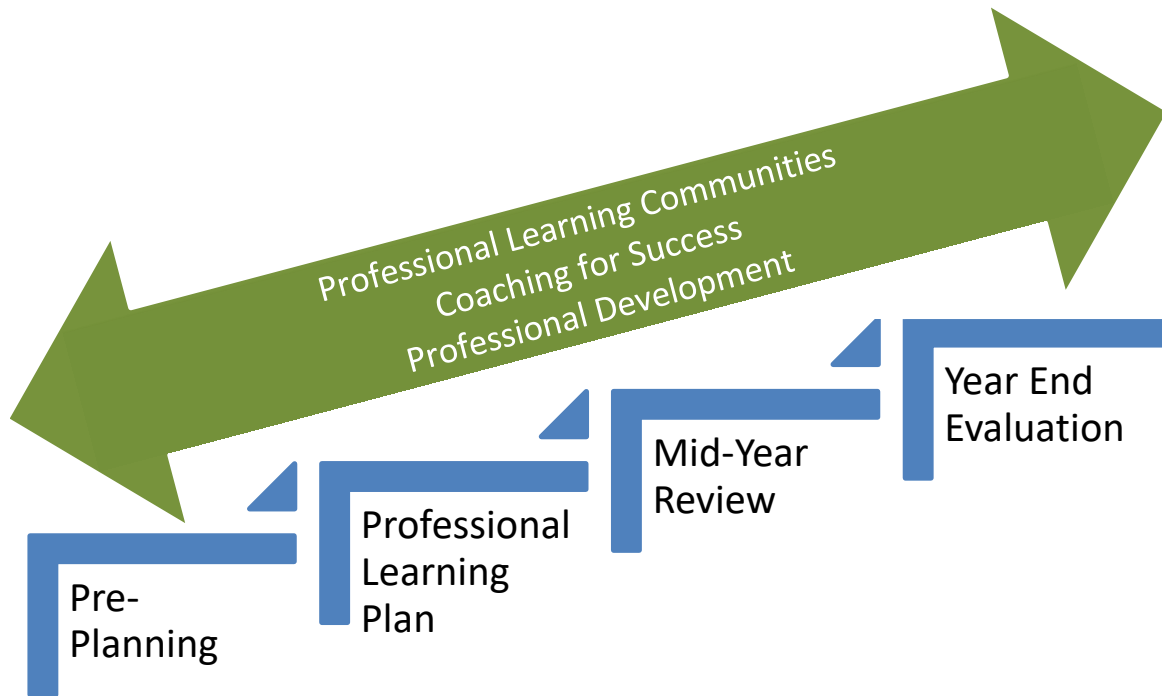 Professional Learning Communities
Coaching for Success
Professional Development
Pre-
Planning
Professional
Learning
Plan
Mid-Year
Review
Year End
Evaluation